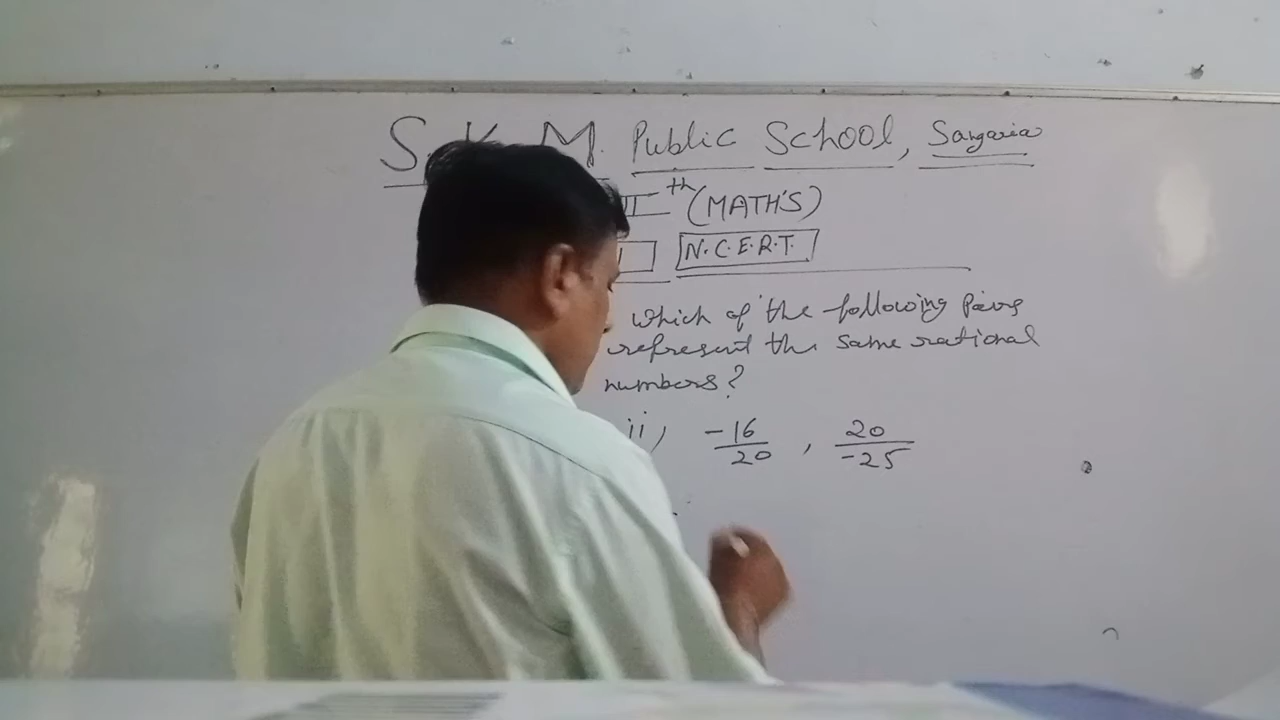 S. K. M. Public School, Sangaria
II th (MATH'S)
N.C.E.R.T.
which of the following pairs
represent the same rational
numbers?
ii) -16/20 , 20/-25